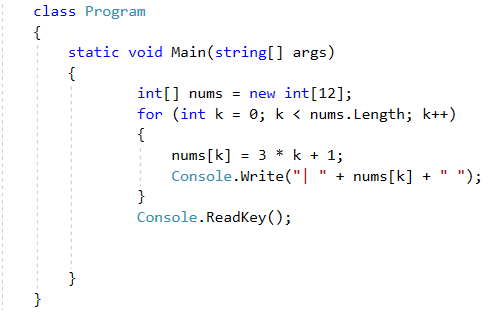 class Program
{
static void Main(string[] args)
{
int[] nums = new int[12];
for (int k = 0; k < nums.Length; k++)
{
nums[k] = 3 * k + 1;
Console.Write("| " + nums[k] + " ");
}
Console.ReadKey();
}
}